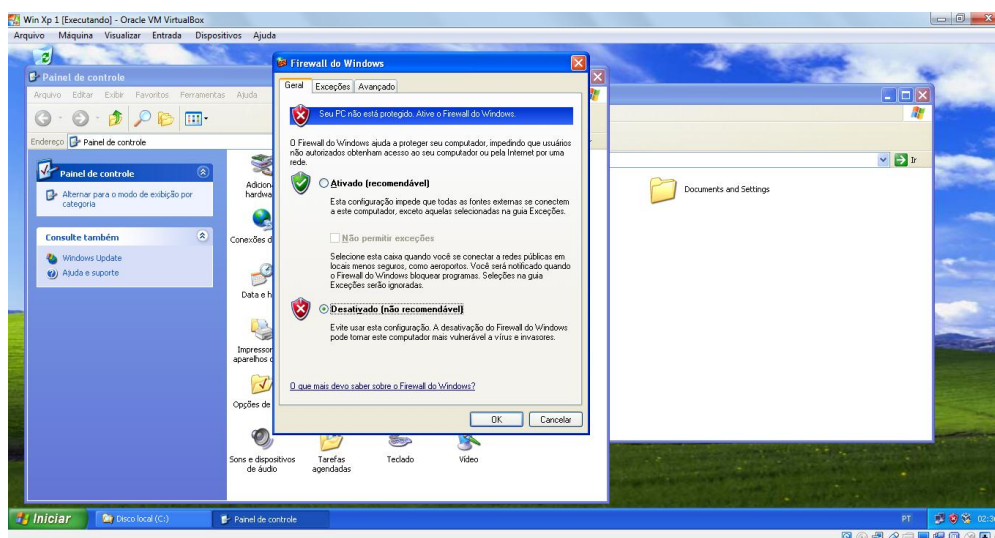 Win Xp 1 [Executando] - Oracle VM VirtualBox
Arquivo Máquina Visualizar Entrada Dispositivos Ajuda
Painel de controle
Arquivo Editar Exibir Favoritos Ferramentas Ajuda
Endereço Painel de controle
Painel de controle
Alternar para o modo de exibição por
categoria
Consulte também
Windows Update
Ajuda e suporte
Adicion
hardwa
Conexões d
Data e h
Impressor
aparelhos d
Opções de
Sons e dispositivos
de áudio
Tarefas
agendadas
Teclado
Vídeo
Firewall do Windows
Geral Exceções Avançado
Seu PC não está protegido. Ative o Firewall do Windows.
O Firewall do Windows ajuda a proteger seu computador, impedindo que usuários
não autorizados obtenham acesso ao seu computador ou pela Internet por uma
rede.
Ativado (recomendável)
Esta configuração impede que todas as fontes externas se conectem
a este computador, exceto aquelas selecionadas na guia Exceções.
Não permitir exceções
Selecione esta caixa quando você se conectar a redes públicas em
locais menos seguros, como aeroportos. Você será notificado quando
o Firewall do Windows bloquear programas. Seleções na guia
Exceções serão ignoradas.
Desativado (não recomendável)
Evite usar esta configuração. A desativação do Firewall do Windows
pode tornar este computador mais vulnerável a vírus e invasores.
O que mais devo saber sobre o Firewall do Windows?
OK Cancelar
Ir
Documents and Settings
Iniciar Disco local (C:) Painel de controle PT